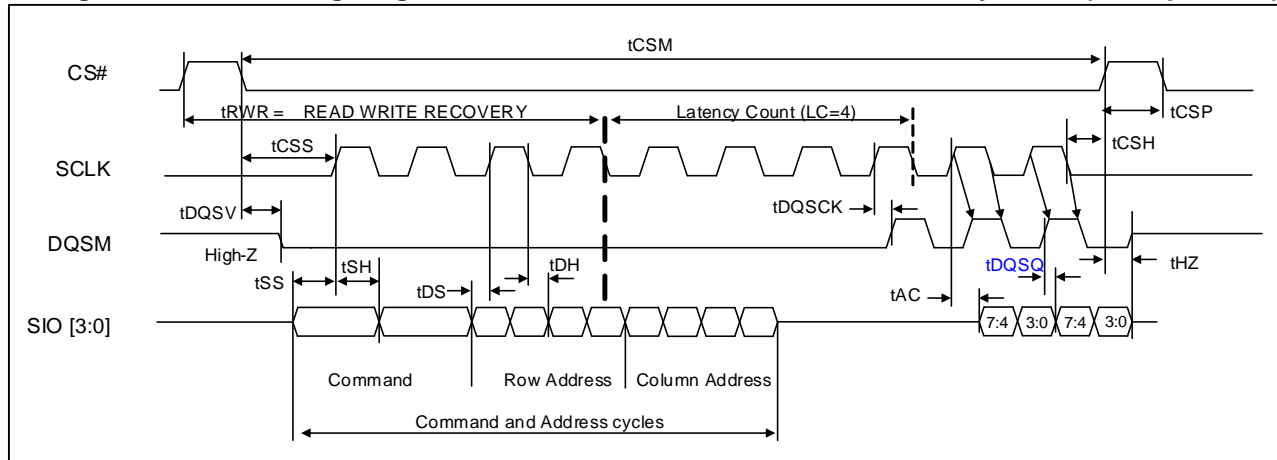 tCSM
CS#
tRWR = READ WRITE RECOVERY
Latency Count (LC=4)
tCSP
tCSS
tCSH
SCLK
tDQSV
tDQSCK
DQSM
High-Z
tSS
tSH
tDS
tDH
tDQSQ
tAC
tHZ
SIO [3:0]
7:4 3:0 7:4 3:0
Command Row Address Column Address
Command and Address cycles